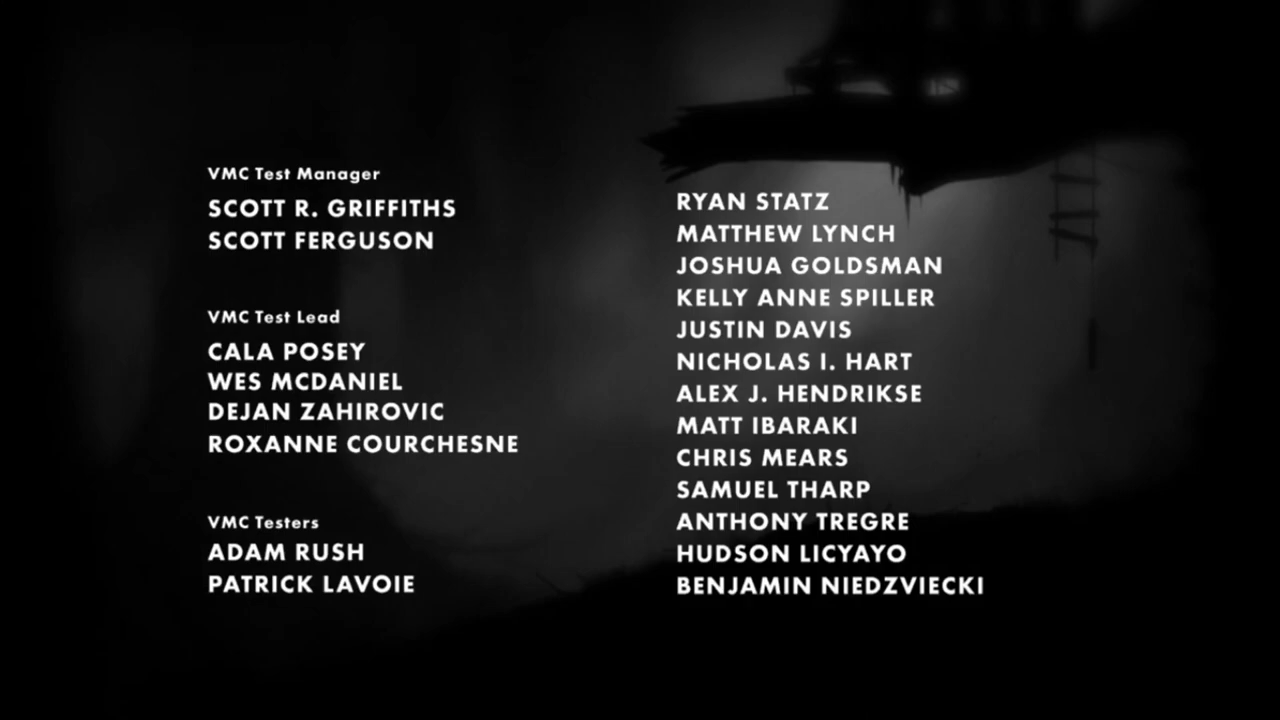 VMC Test Manager
SCOTT R. GRIFFITHS
SCOTT FERGUSON
VMC Test Lead
CALA POSEY
WES MCDANIEL
DEJAN ZAHIROVIC
ROXANNE COURCHESNE
VMC Testers
ADAM RUSH
PATRICK LAVOIE
RYAN STATZ
MATTHEW LYNCH
JOSHUA GOLDSMAN
KELLY ANNE SPILLER
JUSTIN DAVIS
NICHOLAS I. HART
ALEX J. HENDRIKSE
MATT IBARAKI
CHRIS MEARS
SAMUEL THARP
ANTHONY TREGRE
HUDSON LICYAYO
BENJAMIN NIEDZVIECKI